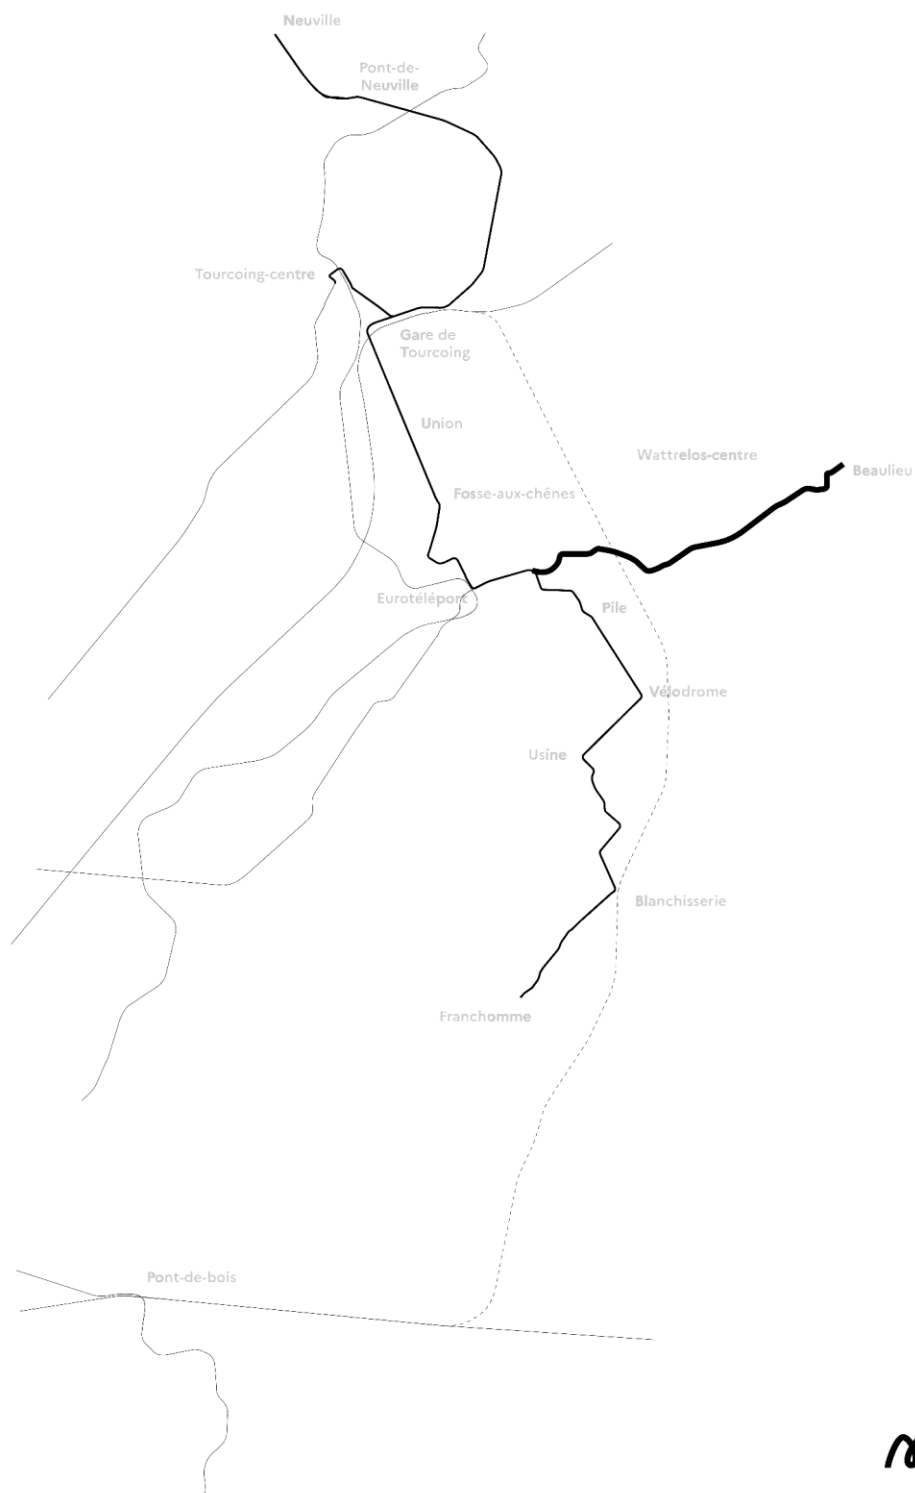 Neuville
Pont-de-
Neuville
Tourcoing-centre
Gare de
Tourcoing
Union
Wattrelos-centre
Beaulieu
Fosse-aux-chênes
Eurotéléport
Pile
Vélodrome
Usine
Blanchisserie
Franchomme
Pont-de-bois